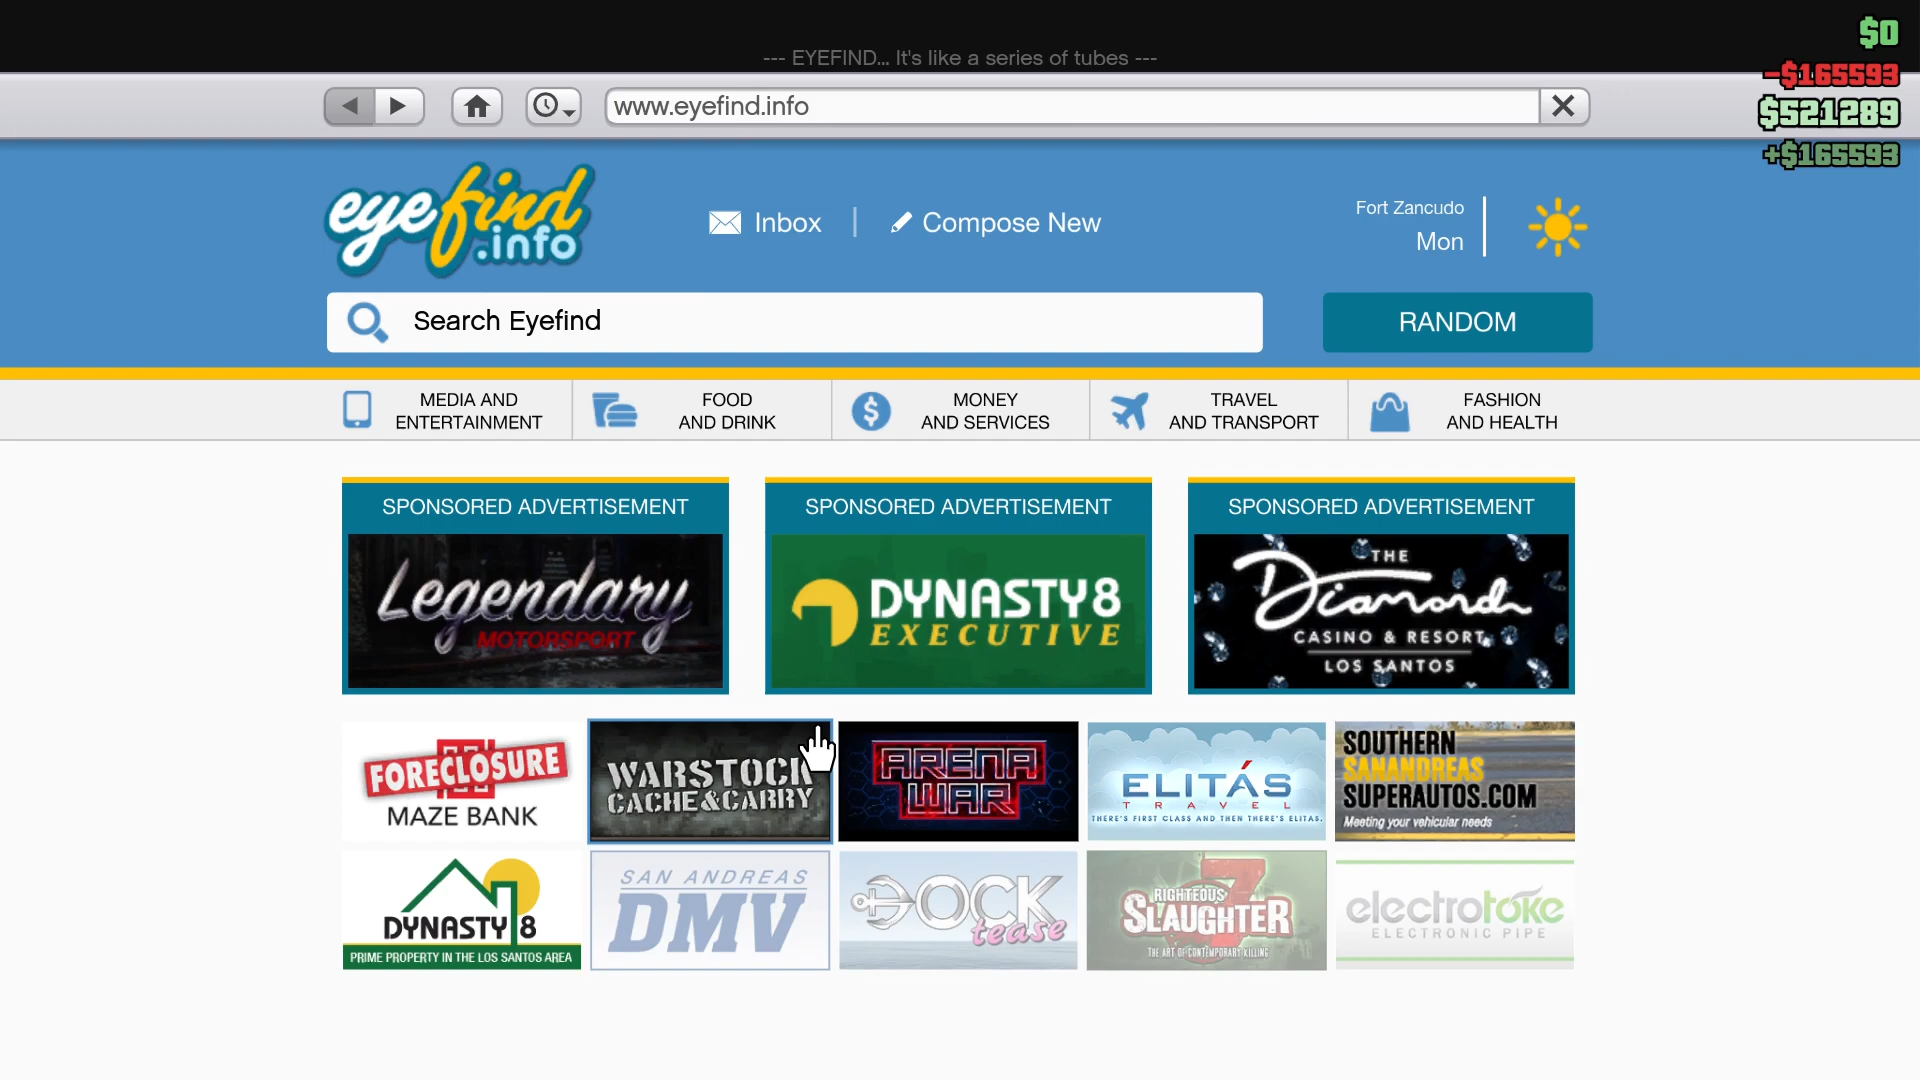 $0
--- EYEFIND... It's like a series of tubes ---
-$165593
www.eyefind.info
$521289
+$165593
eyefind
.info
Inbox
Compose New
Fort Zancudo
Mon
Search Eyefind
RANDOM
MEDIA AND
ENTERTAINMENT
FOOD
AND DRINK
MONEY
AND SERVICES
TRAVEL
AND TRANSPORT
FASHION
AND HEALTH
SPONSORED ADVERTISEMENT
Legendary
MOTORSPORT
SPONSORED ADVERTISEMENT
DYNASTY8
EXECUTIVE
SPONSORED ADVERTISEMENT
THE
Diamond
CASINO & RESORT
LOS SANTOS
FORECLOSURE
MAZE BANK
WARSTOCK
CACHE&CARRY
ARENA
WAR
ELITÁS
TRAVEL
THERE'S FIRST CLASS AND THEN THERE'S ELITAS.
SOUTHERN
SANANDREAS
SUPERAUTOS.COM
Meeting your vehicular needs
DYNASTY 8
PRIME PROPERTY IN THE LOS SANTOS AREA
SAN ANDREAS
DMV
DOCK
tease
RIGHTEOUS
SLAUGHTER
7
THE ART OF CONTEMPORARY KILLING
electrotoke
ELECTRONIC PIPE